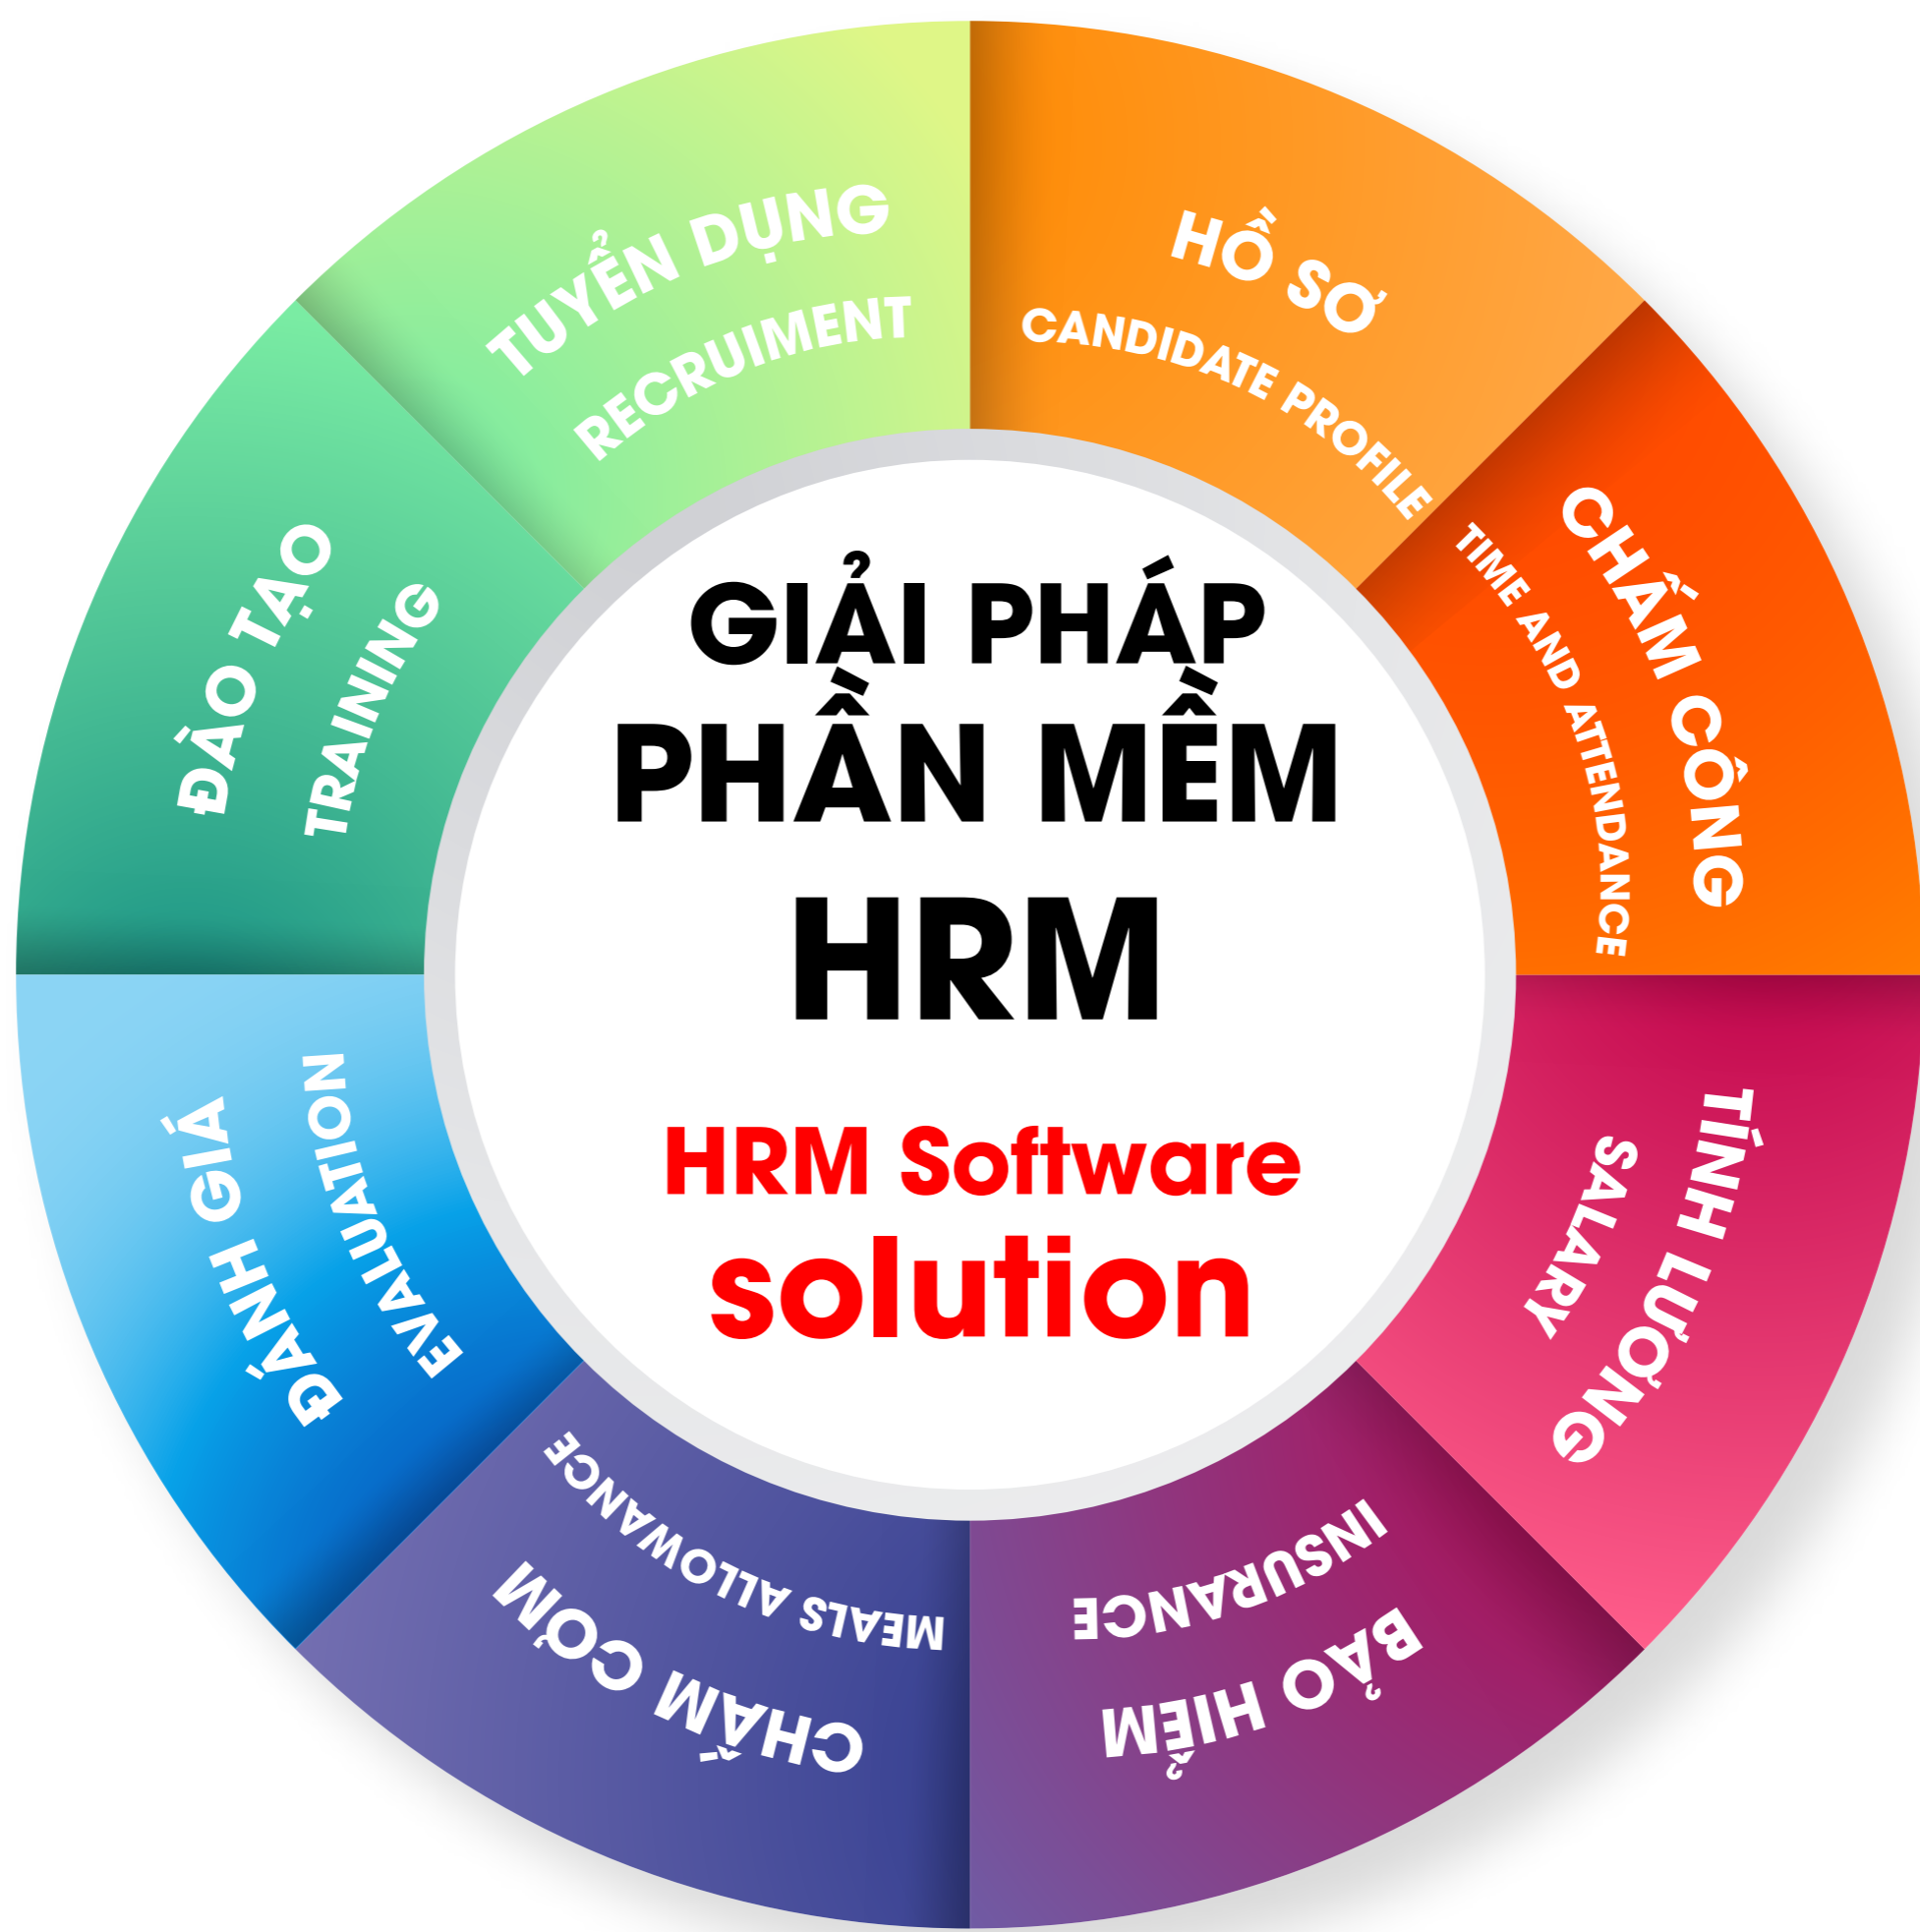 TUYỂN DỤNG
RECRUIMENT
HỒ SƠ
CANDIDATE PROFILE
CHẤM CÔNG
TIME AND ATTENDANCE
TÍNH LƯƠNG
SALARY
BẢO HIỂM
INSURANCE
CHẤM CƠM
MEALS ALLOWANCE
ĐÁNH GIÁ
EVALUATION
ĐÀO TẠO
TRAINING
GIẢI PHÁP
PHẦN MỀM
HRM
HRM Software
solution